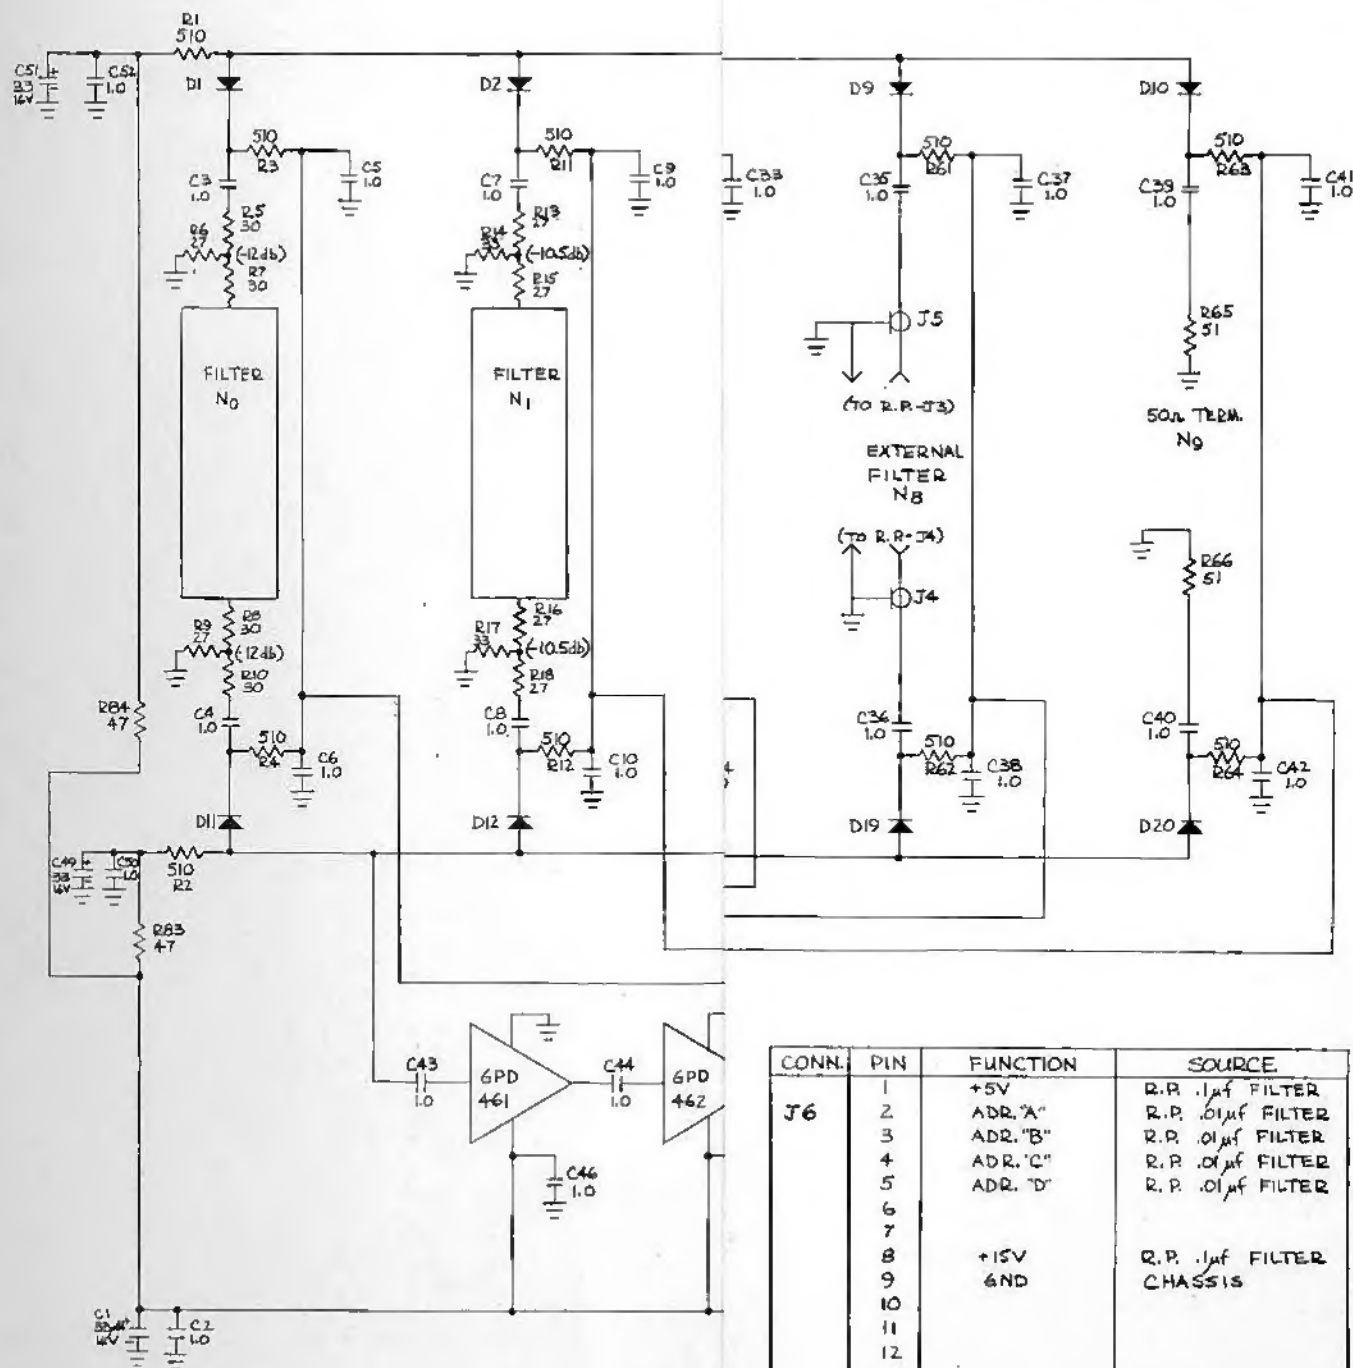 R1
510
C51
33
16V
C52
1.0
D1
D2
D9
D10
510
R3
C5
1.0
C3
1.0
R5
30
R6
27
(-12db)
R7
30
FILTER
N0
R8
30
R9
27
(-12db)
R10
30
C4
1.0
510
R4
C6
1.0
D11
R84
47
C49
33
16V
C50
1.0
510
R2
R83
47
510
R11
C9
1.0
C7
1.0
R13
27
R14
33
(-10.5db)
R15
27
FILTER
N1
R16
27
R17
33
(-10.5db)
R18
27
C8
1.0
510
R12
C10
1.0
D12
C33
1.0
C35
1.0
510
R61
C37
1.0
J5
(TO R.P.-J3)
EXTERNAL
FILTER
N8
(TO R.P.-J4)
J4
C36
1.0
510
R62
C38
1.0
D19
510
R63
C41
1.0
C39
1.0
R65
51
50Ω TERM.
N9
R66
51
C40
1.0
510
R64
C42
1.0
D20
C43
1.0
GPD
461
C44
1.0
GPD
462
C46
1.0
C1
33µf
16V
C2
1.0
CONN. PIN FUNCTION SOURCE
J6
1 +5V R.P. .1µf FILTER
2 ADR."A" R.P. .01µf FILTER
3 ADR."B" R.P. .01µf FILTER
4 ADR."C" R.P. .01µf FILTER
5 ADR."D" R.P. .01µf FILTER
6
7
8 +15V R.P. .1µf FILTER
9 GND CHASSIS
10
11
12